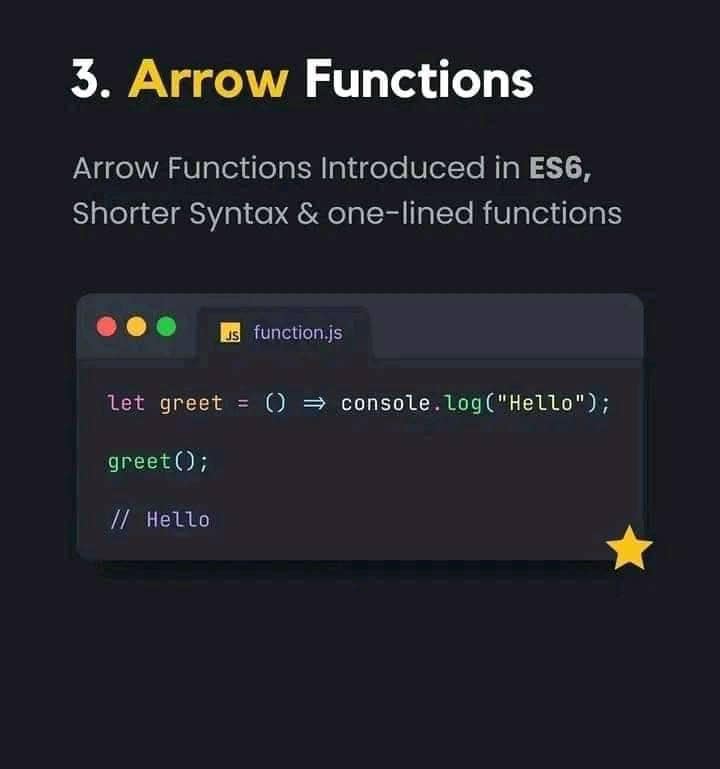 3. Arrow Functions
Arrow Functions Introduced in ES6,
Shorter Syntax & one-lined functions
JS function.js
let greet = () => console.log("Hello");
greet();
// Hello